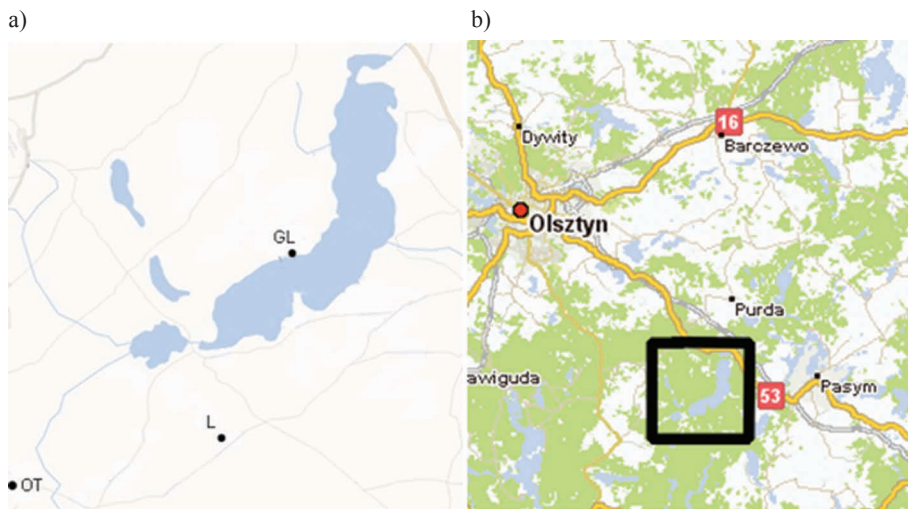 a)
b)
GL
L
OT
16
Dywity
Barczewo
Olsztyn
Purda
awiguda
53
Pasym